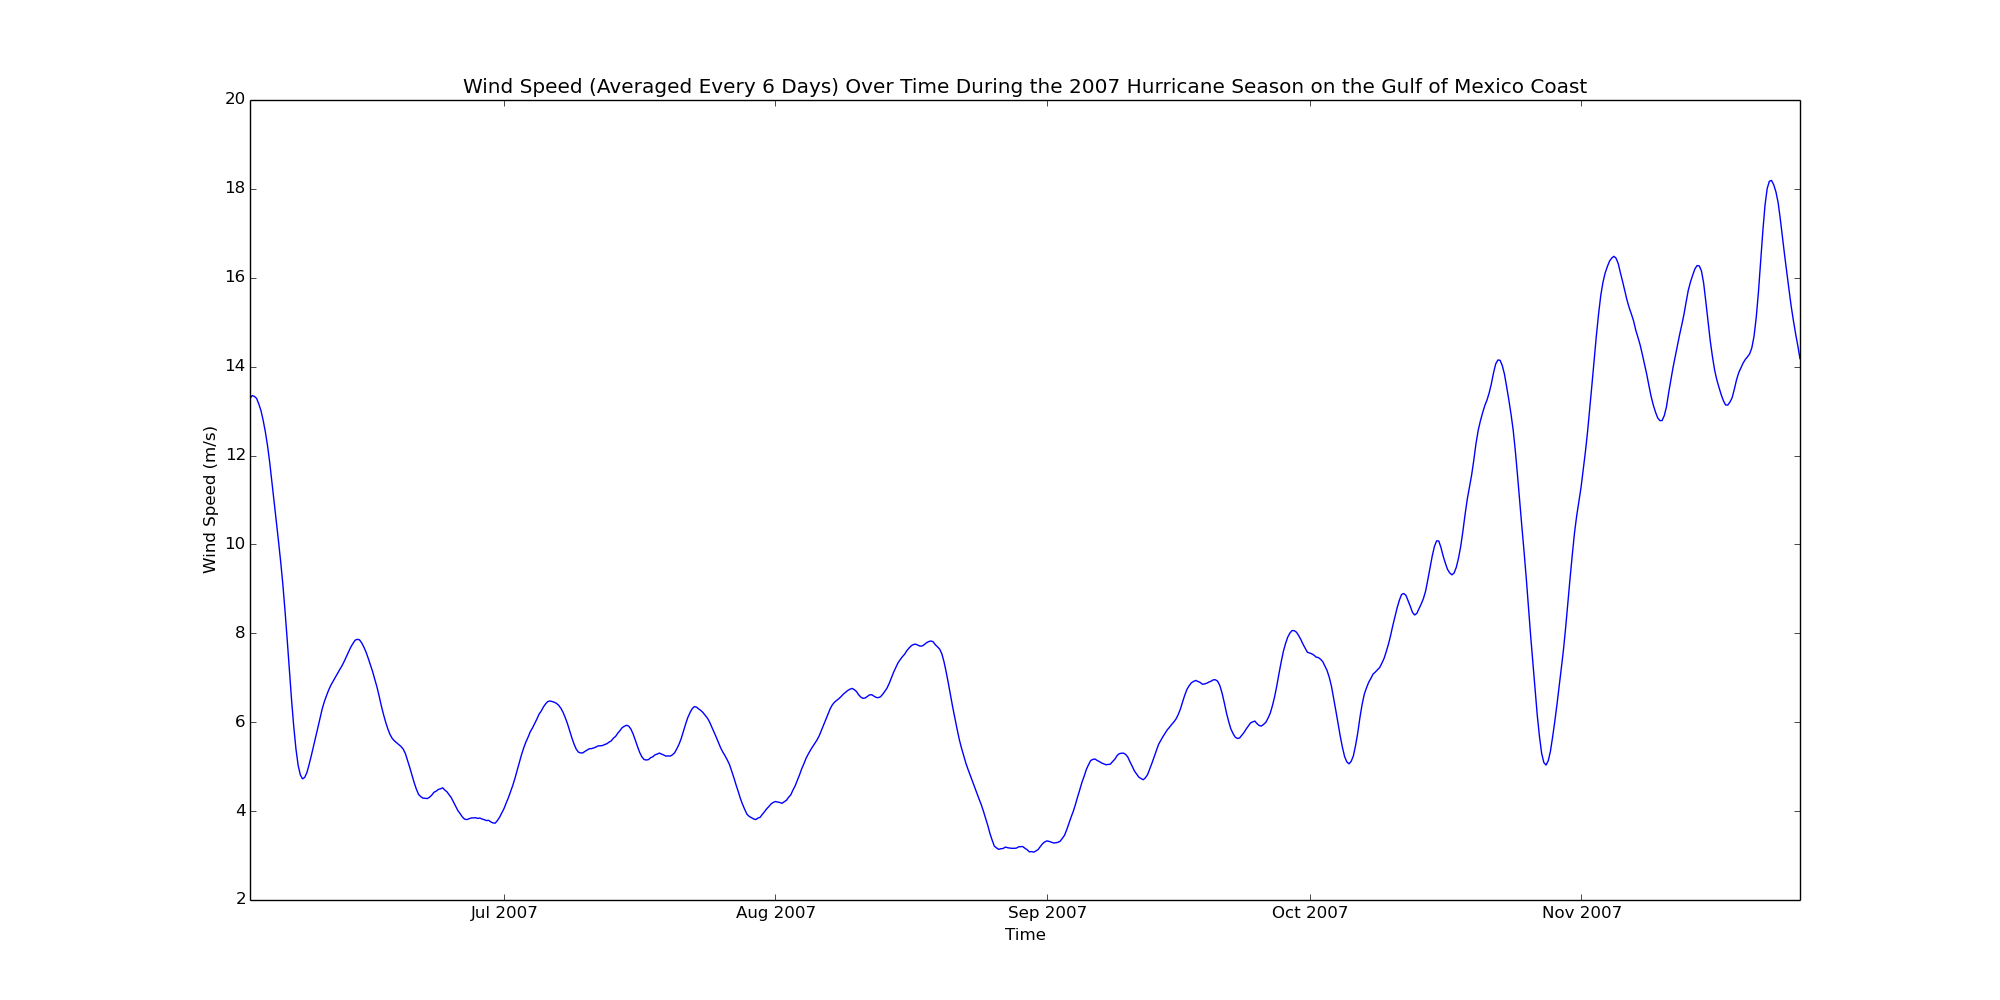 Wind Speed (Averaged Every 6 Days) Over Time During the 2007 Hurricane Season on the Gulf of Mexico Coast
20
18
16
14
12
10
8
6
4
2
Wind Speed (m/s)
Jul 2007 Aug 2007 Sep 2007 Oct 2007 Nov 2007
Time